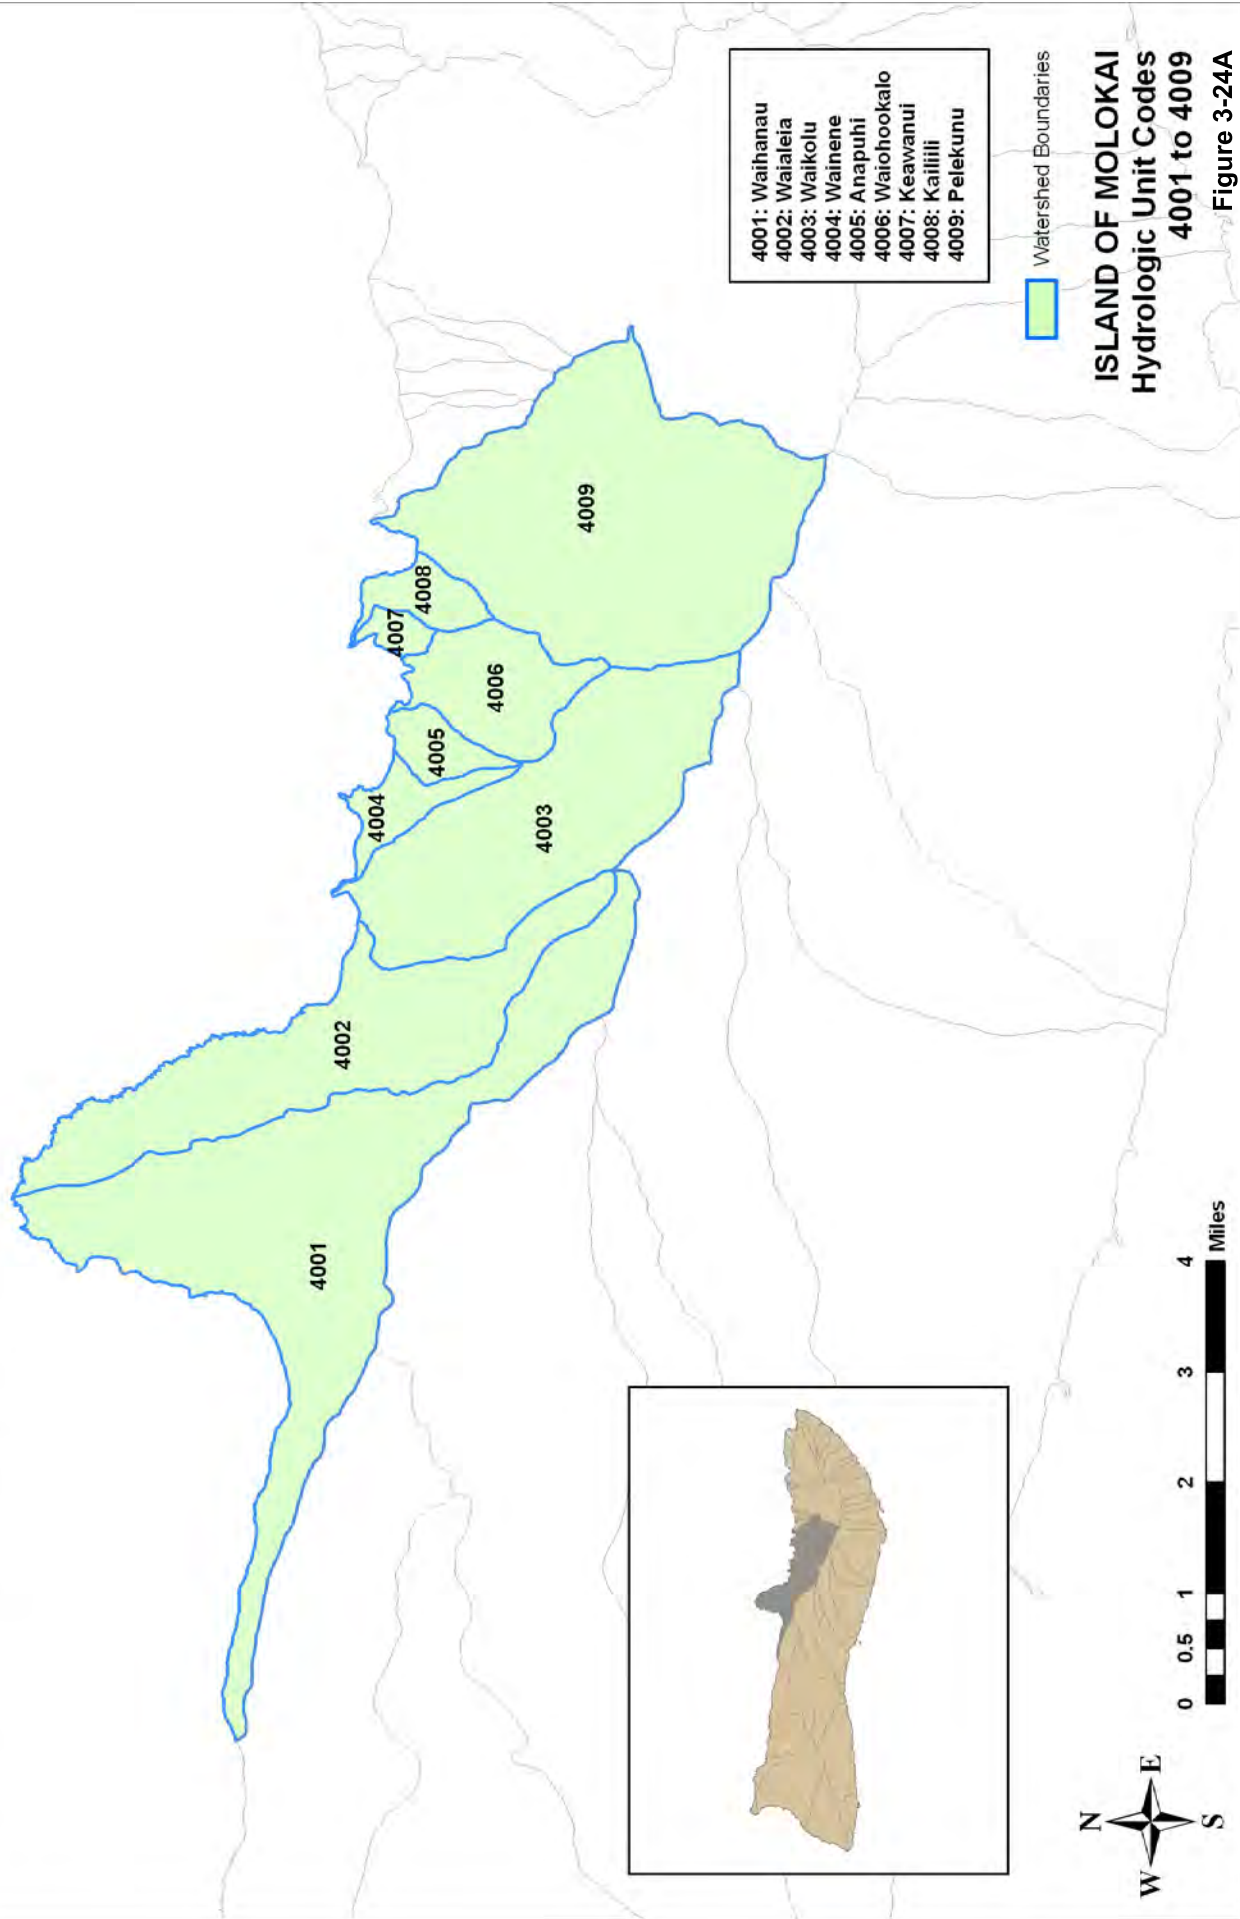 4001
4002
4003
4004
4005
4006
4007
4008
4009
4001: Waihanau
4002: Waialeia
4003: Waikolu
4004: Wainene
4005: Anapuhi
4006: Waiohookalo
4007: Keawanui
4008: Kailiili
4009: Pelekunu
Watershed Boundaries
ISLAND OF MOLOKAI
Hydrologic Unit Codes
4001 to 4009
Figure 3-24A
N
W E
S
0 0.5 1 2 3 4
Miles